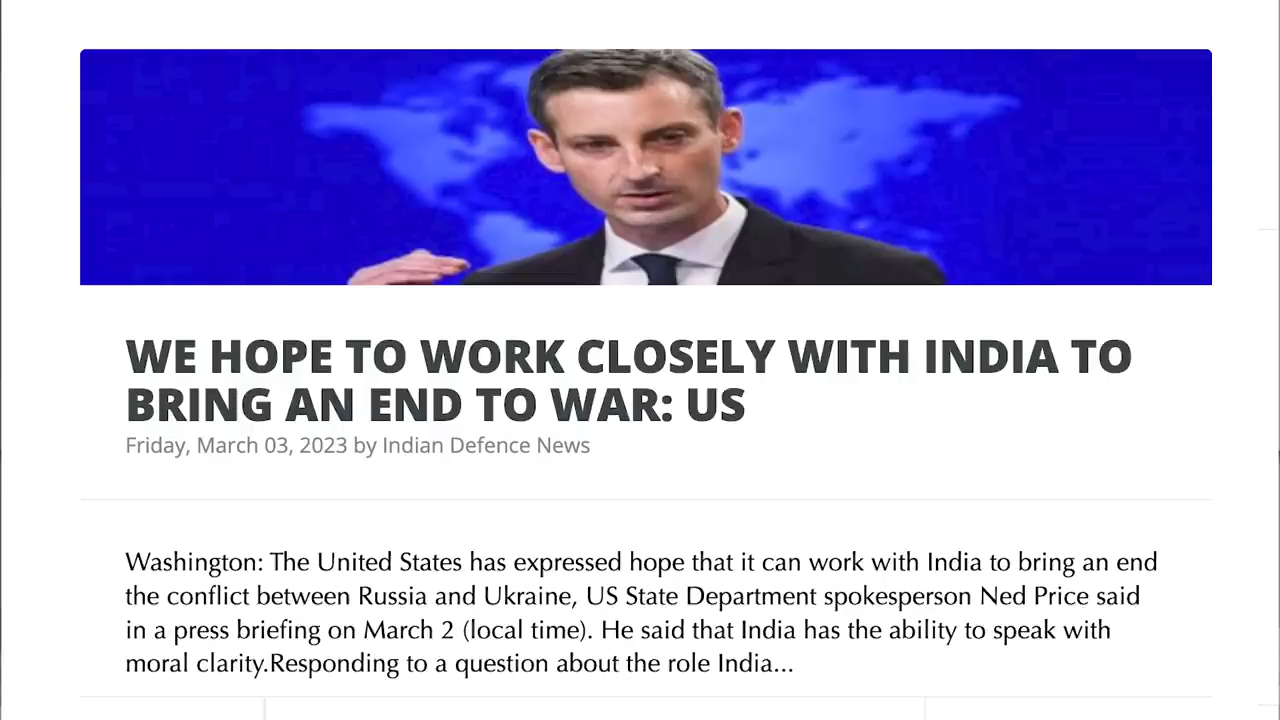 WE HOPE TO WORK CLOSELY WITH INDIA TO
BRING AN END TO WAR: US
Friday, March 03, 2023 by Indian Defence News
Washington: The United States has expressed hope that it can work with India to bring an end
the conflict between Russia and Ukraine, US State Department spokesperson Ned Price said
in a press briefing on March 2 (local time). He said that India has the ability to speak with
moral clarity.Responding to a question about the role India...